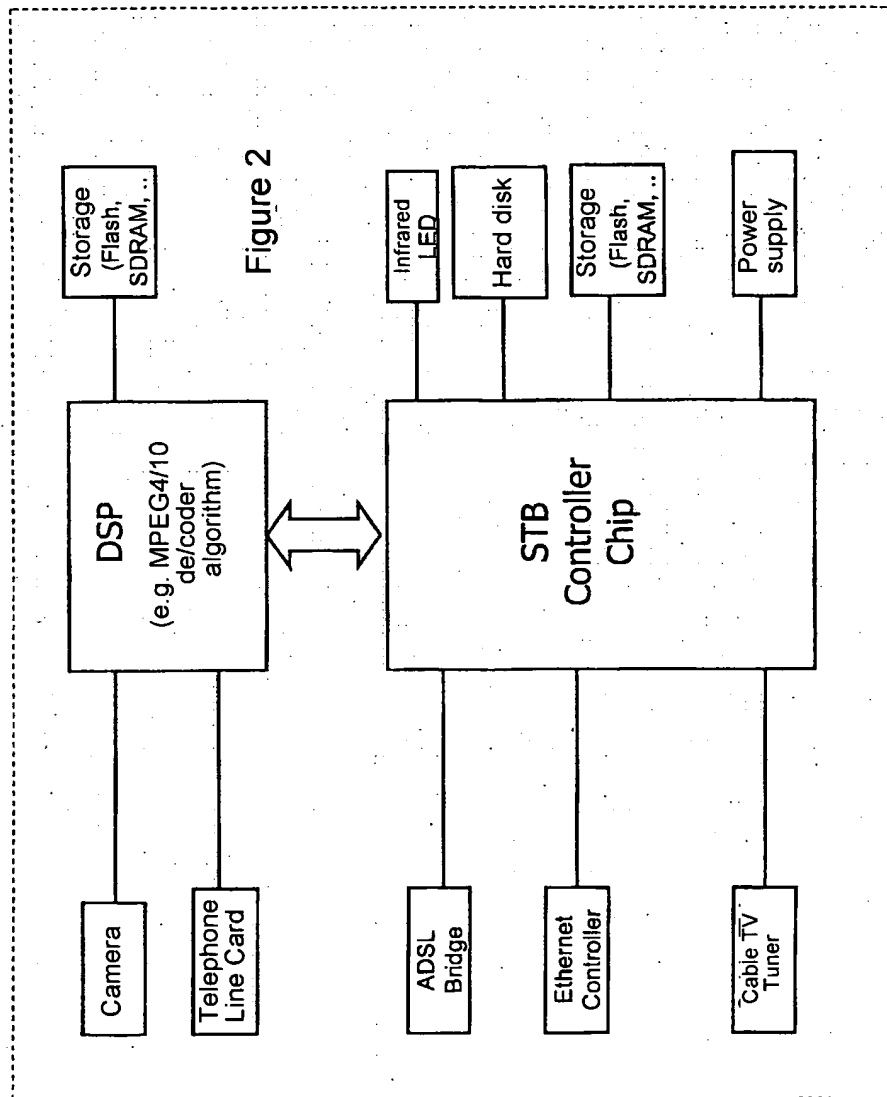 Camera
Telephone
Line Card
DSP
(e.g. MPEG4/10
de/coder
algorithm)
Storage
(Flash,
SDRAM, ..
Figure 2
ADSL
Bridge
Ethernet
Controller
Cable TV
Tuner
STB
Controller
Chip
Infrared
LED
Hard disk
Storage
(Flash,
SDRAM, ..
Power
supply